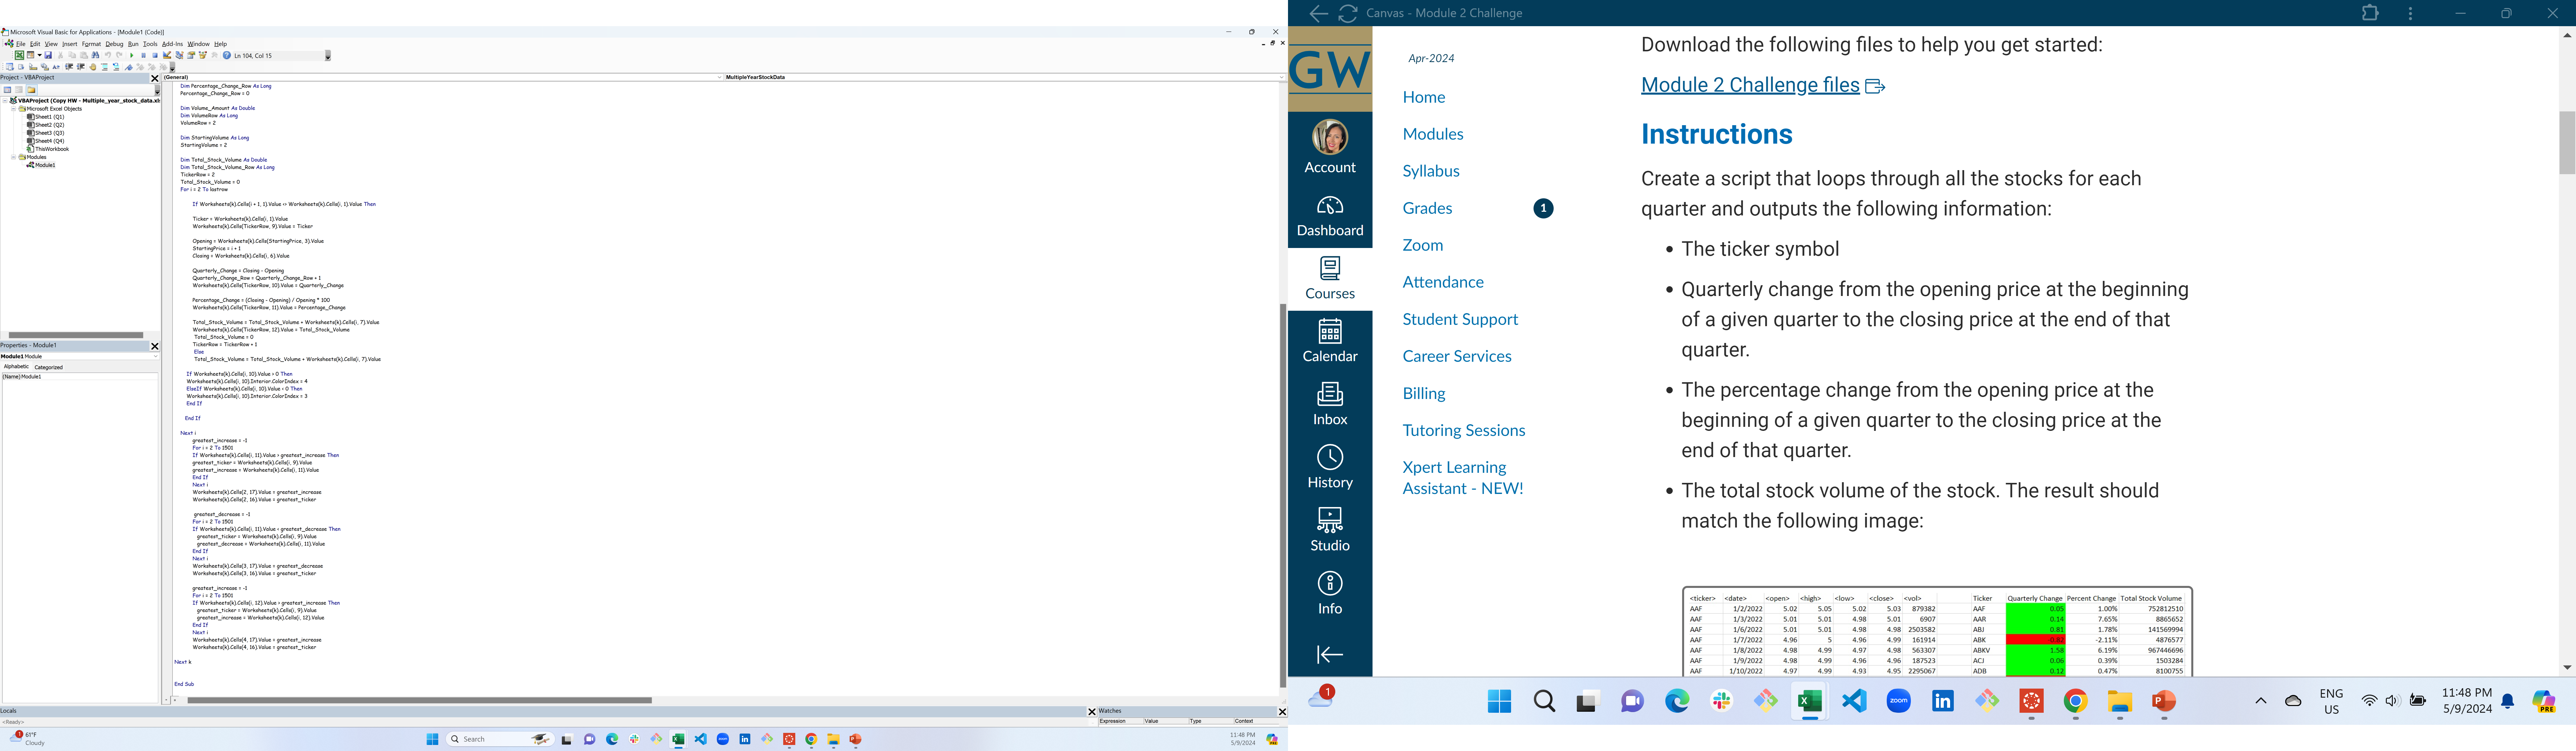 Microsoft Visual Basic for Applications - [Module1 (Code)]
File Edit View Insert Format Debug Run Tools Add-Ins Window Help
Ln 104, Col 15
Project - VBAProject
VBAProject (Copy HW - Multiple_year_stock_data.xl
Microsoft Excel Objects
Sheet1 (Q1)
Sheet2 (Q2)
Sheet3 (Q3)
Sheet4 (Q4)
ThisWorkbook
Modules
Module1
Properties - Module1
Module1 Module
Alphabetic Categorized
(Name) Module1
(General)
MultipleYearStockData
Dim Percentage_Change_Row As Long
Percentage_Change_Row = 0
Dim Volume_Amount As Double
Dim VolumeRow As Long
VolumeRow = 2
Dim StartingVolume As Long
StartingVolume = 2
Dim Total_Stock_Volume As Double
Dim Total_Stock_Volume_Row As Long
TickerRow = 2
Total_Stock_Volume = 0
For i = 2 To lastrow
If Worksheets(k).Cells(i + 1, 1).Value <> Worksheets(k).Cells(i, 1).Value Then
Ticker = Worksheets(k).Cells(i, 1).Value
Worksheets(k).Cells(TickerRow, 9).Value = Ticker
Opening = Worksheets(k).Cells(StartingPrice, 3).Value
StartingPrice = i + 1
Closing = Worksheets(k).Cells(i, 6).Value
Quarterly_Change = Closing - Opening
Quarterly_Change_Row = Quarterly_Change_Row + 1
Worksheets(k).Cells(TickerRow, 10).Value = Quarterly_Change
Percentage_Change = (Closing - Opening) / Opening * 100
Worksheets(k).Cells(TickerRow, 11).Value = Percentage_Change
Total_Stock_Volume = Total_Stock_Volume + Worksheets(k).Cells(i, 7).Value
Worksheets(k).Cells(TickerRow, 12).Value = Total_Stock_Volume
Total_Stock_Volume = 0
TickerRow = TickerRow + 1
Else
Total_Stock_Volume = Total_Stock_Volume + Worksheets(k).Cells(i, 7).Value
If Worksheets(k).Cells(i, 10).Value > 0 Then
Worksheets(k).Cells(i, 10).Interior.ColorIndex = 4
ElseIf Worksheets(k).Cells(i, 10).Value < 0 Then
Worksheets(k).Cells(i, 10).Interior.ColorIndex = 3
End If
End If
Next i
greatest_increase = -1
For i = 2 To 1501
If Worksheets(k).Cells(i, 11).Value > greatest_increase Then
greatest_ticker = Worksheets(k).Cells(i, 9).Value
greatest_increase = Worksheets(k).Cells(i, 11).Value
End If
Next i
Worksheets(k).Cells(2, 17).Value = greatest_increase
Worksheets(k).Cells(2, 16).Value = greatest_ticker
greatest_decrease = -1
For i = 2 To 1501
If Worksheets(k).Cells(i, 11).Value < greatest_decrease Then
greatest_ticker = Worksheets(k).Cells(i, 9).Value
greatest_decrease = Worksheets(k).Cells(i, 11).Value
End If
Next i
Worksheets(k).Cells(3, 17).Value = greatest_decrease
Worksheets(k).Cells(3, 16).Value = greatest_ticker
greatest_increase = -1
For i = 2 To 1501
If Worksheets(k).Cells(i, 12).Value > greatest_increase Then
greatest_ticker = Worksheets(k).Cells(i, 9).Value
greatest_increase = Worksheets(k).Cells(i, 12).Value
End If
Next i
Worksheets(k).Cells(4, 17).Value = greatest_increase
Worksheets(k).Cells(4, 16).Value = greatest_ticker
Next k
End Sub
Locals
<Ready>
Watches
Expression Value Type Context
1
61°F
Cloudy
Search
11:48 PM
5/9/2024
Canvas - Module 2 Challenge
GW
Account
Dashboard
Courses
Calendar
Inbox
History
Studio
Info
Apr-2024
Home
Modules
Syllabus
Grades 1
Zoom
Attendance
Student Support
Career Services
Billing
Tutoring Sessions
Xpert Learning
Assistant - NEW!
Download the following files to help you get started:
Module 2 Challenge files
Instructions
Create a script that loops through all the stocks for each
quarter and outputs the following information:
• The ticker symbol
• Quarterly change from the opening price at the beginning
of a given quarter to the closing price at the end of that
quarter.
• The percentage change from the opening price at the
beginning of a given quarter to the closing price at the
end of that quarter.
• The total stock volume of the stock. The result should
match the following image:
<ticker> <date> <open> <high> <low> <close> <vol> Ticker Quarterly Change Percent Change Total Stock Volume
AAF 1/2/2022 5.02 5.05 5.02 5.03 879382 AAF 0.05 1.00% 752812510
AAF 1/3/2022 5.01 5.01 4.98 5.01 6907 AAR 0.14 7.65% 8865652
AAF 1/6/2022 5.01 5.01 4.98 4.98 2503582 ABJ 0.81 1.78% 141569994
AAF 1/7/2022 4.96 5 4.96 4.99 161914 ABK -2.11% 4876577
AAF 1/8/2022 4.98 4.99 4.97 4.98 563307 ABKV 1.58 6.19% 967446696
AAF 1/9/2022 4.98 4.99 4.96 4.96 187523 ACJ 0.06 0.39% 1503284
AAF 1/10/2022 4.97 4.99 4.93 4.95 2295067 ADB 0.12 0.47% 8100755
1
zoom
PRE
ENG
US
11:48 PM
5/9/2024